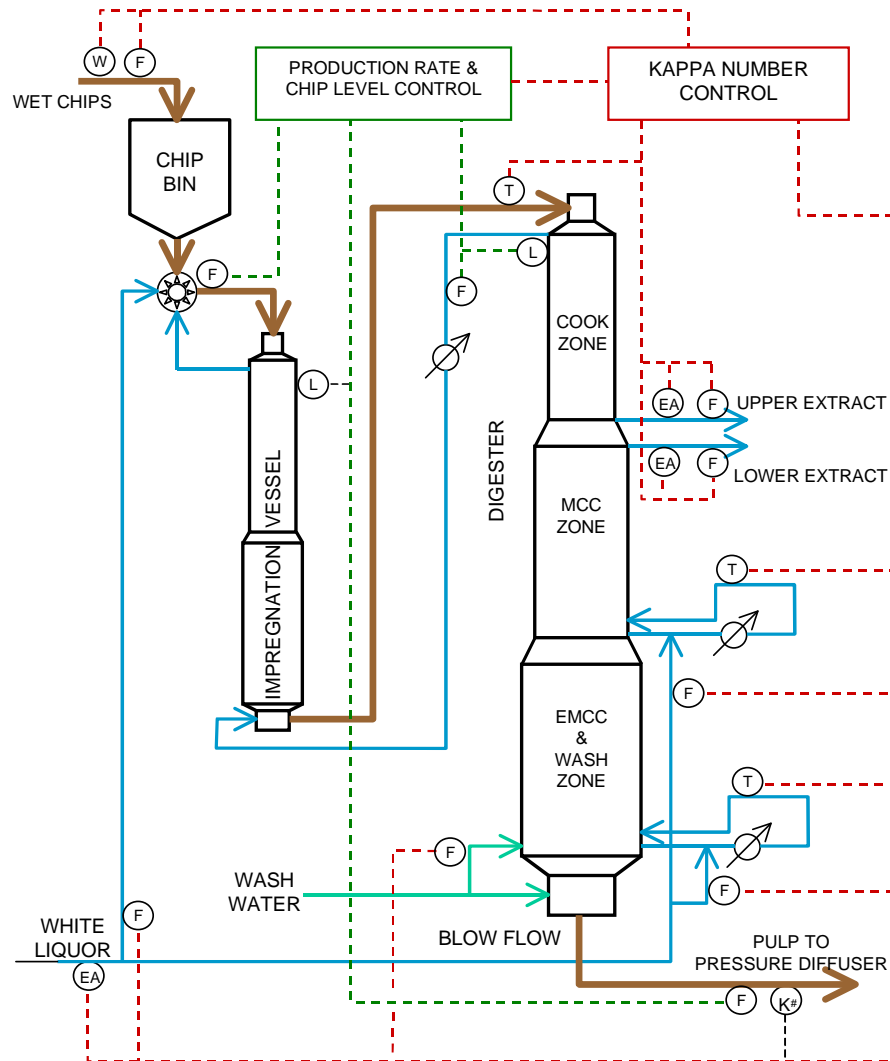 W
F
WET CHIPS
PRODUCTION RATE &
CHIP LEVEL CONTROL
KAPPA NUMBER
CONTROL
CHIP
BIN
F
T
L
F
COOK
ZONE
L
EA
F
UPPER EXTRACT
EA
F
LOWER EXTRACT
DIGESTER
MCC
ZONE
IMPREGNATION VESSEL
T
F
EMCC
&
WASH
ZONE
T
F
WASH
WATER
F
F
WHITE
LIQUOR
EA
BLOW FLOW
PULP TO
PRESSURE DIFFUSER
F
K#